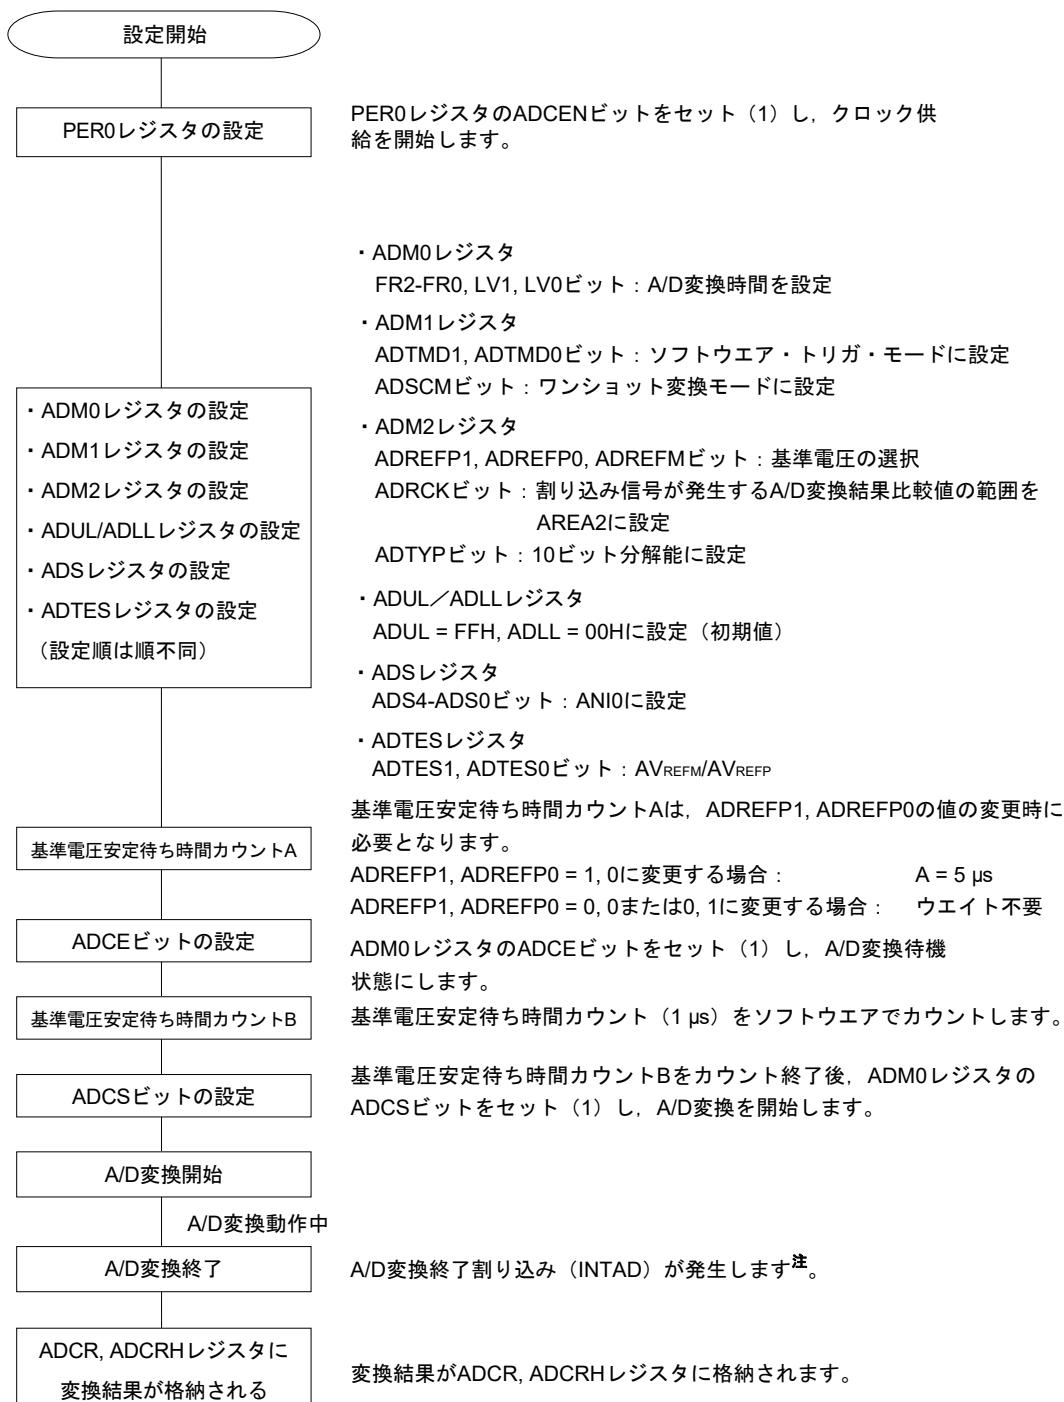 設定開始
PER0レジスタの設定
PER0レジスタのADCENビットをセット（1）し，クロック供
給を開始します。
・ADM0レジスタの設定
・ADM1レジスタの設定
・ADM2レジスタの設定
・ADUL/ADLLレジスタの設定
・ADSレジスタの設定
・ADTESレジスタの設定
（設定順は順不同）
・ADM0レジスタ
FR2-FR0, LV1, LV0ビット：A/D変換時間を設定
・ADM1レジスタ
ADTMD1, ADTMD0ビット：ソフトウエア・トリガ・モードに設定
ADSCMビット：ワンショット変換モードに設定
・ADM2レジスタ
ADREFP1, ADREFP0, ADREFMビット：基準電圧の選択
ADRCKビット：割り込み信号が発生するA/D変換結果比較値の範囲を
AREA2に設定
ADTYPビット：10ビット分解能に設定
・ADUL／ADLLレジスタ
ADUL = FFH, ADLL = 00Hに設定（初期値）
・ADSレジスタ
ADS4-ADS0ビット：ANI0に設定
・ADTESレジスタ
ADTES1, ADTES0ビット：AVREFM/AVREFP
基準電圧安定待ち時間カウントA
基準電圧安定待ち時間カウントAは，ADREFP1, ADREFP0の値の変更時に
必要となります。
ADREFP1, ADREFP0 = 1, 0に変更する場合： A = 5 µs
ADREFP1, ADREFP0 = 0, 0または0, 1に変更する場合： ウエイト不要
ADCEビットの設定
ADM0レジスタのADCEビットをセット（1）し，A/D変換待機
状態にします。
基準電圧安定待ち時間カウントB
基準電圧安定待ち時間カウント（1 µs）をソフトウエアでカウントします。
ADCSビットの設定
基準電圧安定待ち時間カウントBをカウント終了後，ADM0レジスタの
ADCSビットをセット（1）し，A/D変換を開始します。
A/D変換開始
A/D変換動作中
A/D変換終了
A/D変換終了割り込み（INTAD）が発生します注。
ADCR, ADCRHレジスタに
変換結果が格納される
変換結果がADCR, ADCRHレジスタに格納されます。